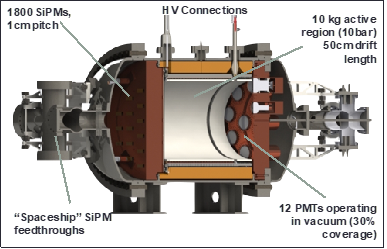 1800 SiPMs,
1cm pitch
HV Connections
10 kg active
region (10bar)
50cm drift
length
"Spaceship" SiPM
feedthroughs
12 PMTs operating
in vacuum (30%
coverage)